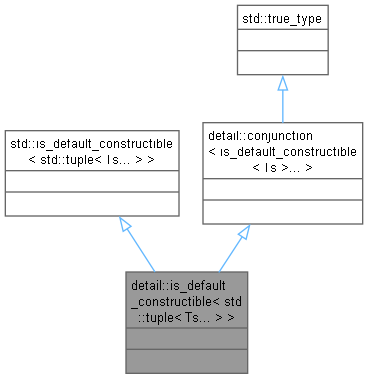 std::true_type
std::is_default_constructible
< std::tuple< Ts... > >
detail::conjunction
< is_default_constructible
< Ts >... >
detail::is_default
_constructible< std
::tuple< Ts... > >